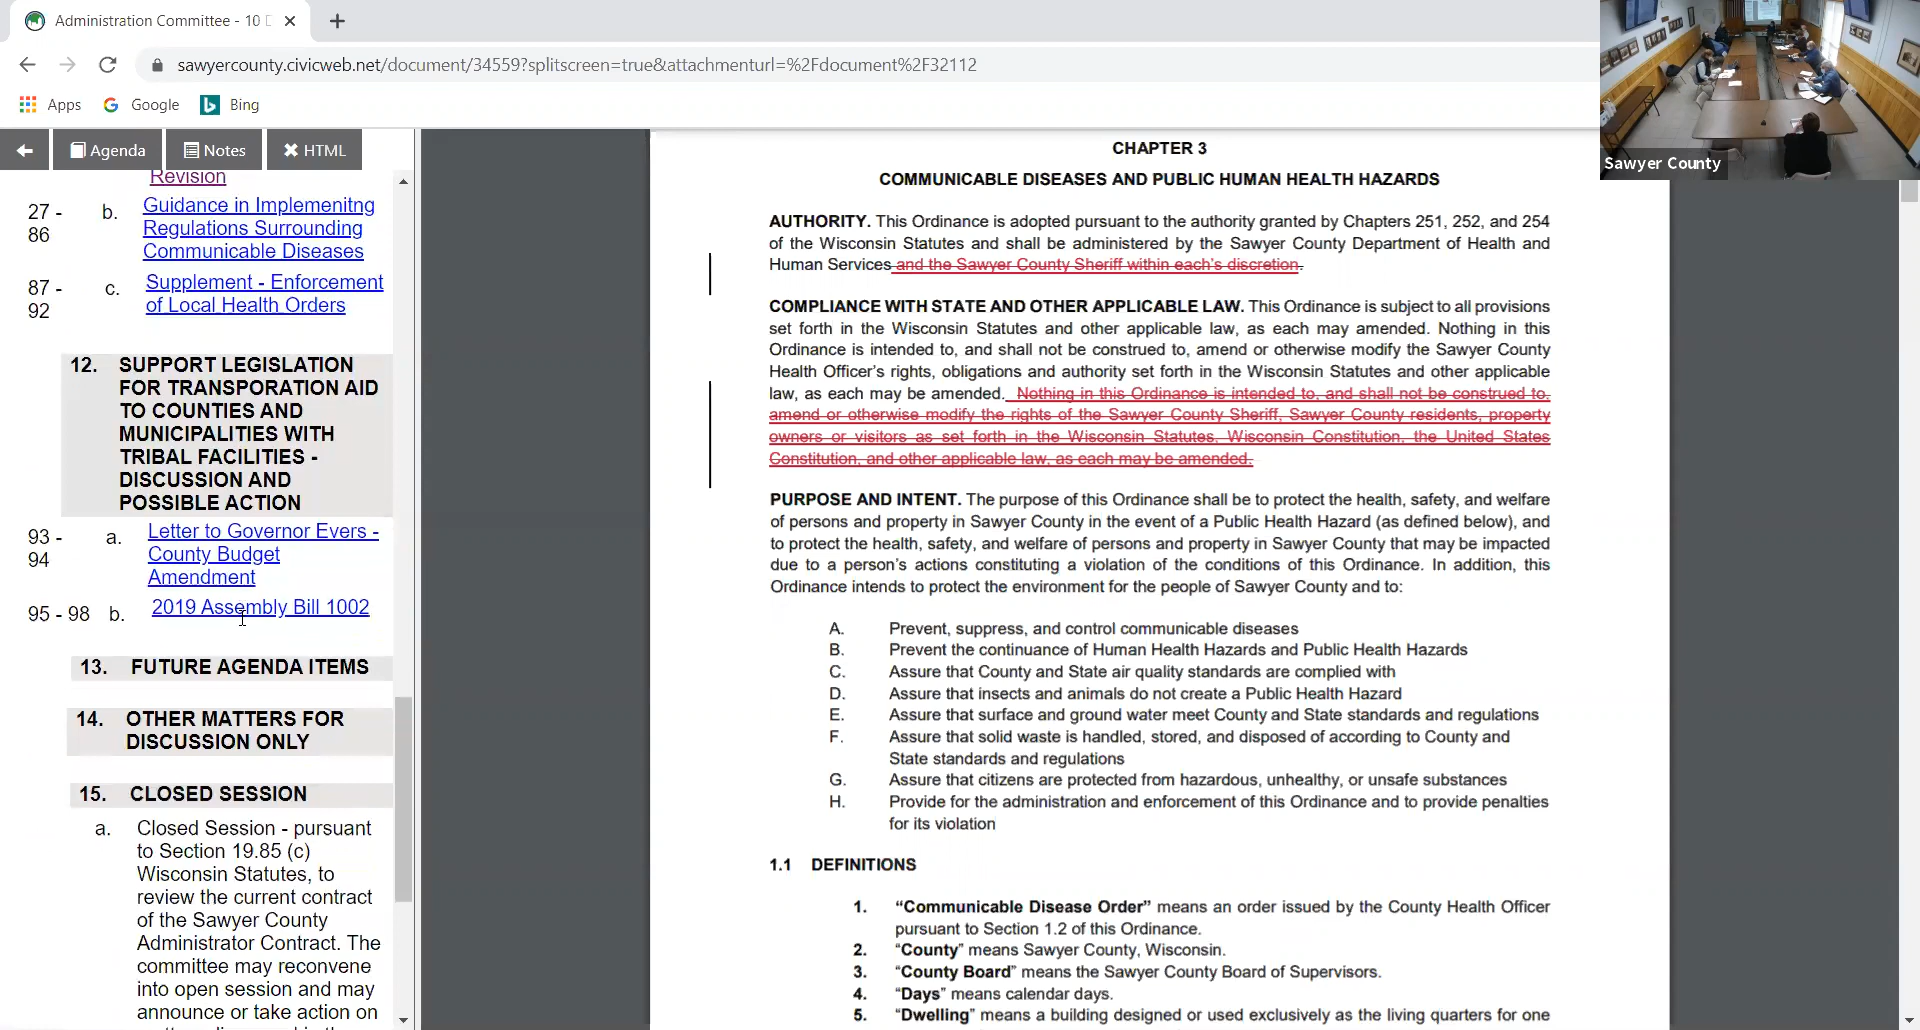 Administration Committee - 10
sawyercounty.civicweb.net/document/34559?splitscreen=true&attachmenturl=%2Fdocument%2F32112
Apps
Google
Bing
Agenda
Notes
HTML
Revision
27 - 86
b.
Guidance in Implemenitng
Regulations Surrounding
Communicable Diseases
87 - 92
c.
Supplement - Enforcement
of Local Health Orders
12. SUPPORT LEGISLATION
FOR TRANSPORATION AID
TO COUNTIES AND
MUNICIPALITIES WITH
TRIBAL FACILITIES -
DISCUSSION AND
POSSIBLE ACTION
93 - 94
a.
Letter to Governor Evers -
County Budget
Amendment
95 - 98 b. 2019 Assembly Bill 1002
13. FUTURE AGENDA ITEMS
14. OTHER MATTERS FOR
DISCUSSION ONLY
15. CLOSED SESSION
a. Closed Session - pursuant
to Section 19.85 (c)
Wisconsin Statutes, to
review the current contract
of the Sawyer County
Administrator Contract. The
committee may reconvene
into open session and may
announce or take action on
CHAPTER 3
COMMUNICABLE DISEASES AND PUBLIC HUMAN HEALTH HAZARDS
AUTHORITY. This Ordinance is adopted pursuant to the authority granted by Chapters 251, 252, and 254
of the Wisconsin Statutes and shall be administered by the Sawyer County Department of Health and
Human Services and the Sawyer County Sheriff within each's discretion.
COMPLIANCE WITH STATE AND OTHER APPLICABLE LAW. This Ordinance is subject to all provisions
set forth in the Wisconsin Statutes and other applicable law, as each may amended. Nothing in this
Ordinance is intended to, and shall not be construed to, amend or otherwise modify the Sawyer County
Health Officer's rights, obligations and authority set forth in the Wisconsin Statutes and other applicable
law, as each may be amended. Nothing in this Ordinance is intended to, and shall not be construed to,
amend or otherwise modify the rights of the Sawyer County Sheriff, Sawyer County residents, property
owners or visitors as set forth in the Wisconsin Statutes, Wisconsin Constitution, the United States
Constitution, and other applicable law, as each may be amended.
PURPOSE AND INTENT. The purpose of this Ordinance shall be to protect the health, safety, and welfare
of persons and property in Sawyer County in the event of a Public Health Hazard (as defined below), and
to protect the health, safety, and welfare of persons and property in Sawyer County that may be impacted
due to a person's actions constituting a violation of the conditions of this Ordinance. In addition, this
Ordinance intends to protect the environment for the people of Sawyer County and to:
A. Prevent, suppress, and control communicable diseases
B. Prevent the continuance of Human Health Hazards and Public Health Hazards
C. Assure that County and State air quality standards are complied with
D. Assure that insects and animals do not create a Public Health Hazard
E. Assure that surface and ground water meet County and State standards and regulations
F. Assure that solid waste is handled, stored, and disposed of according to County and
State standards and regulations
G. Assure that citizens are protected from hazardous, unhealthy, or unsafe substances
H. Provide for the administration and enforcement of this Ordinance and to provide penalties
for its violation
1.1 DEFINITIONS
1. “Communicable Disease Order” means an order issued by the County Health Officer
pursuant to Section 1.2 of this Ordinance.
2. “County” means Sawyer County, Wisconsin.
3. “County Board” means the Sawyer County Board of Supervisors.
4. “Days” means calendar days.
5. “Dwelling” means a building designed or used exclusively as the living quarters for one
Sawyer County